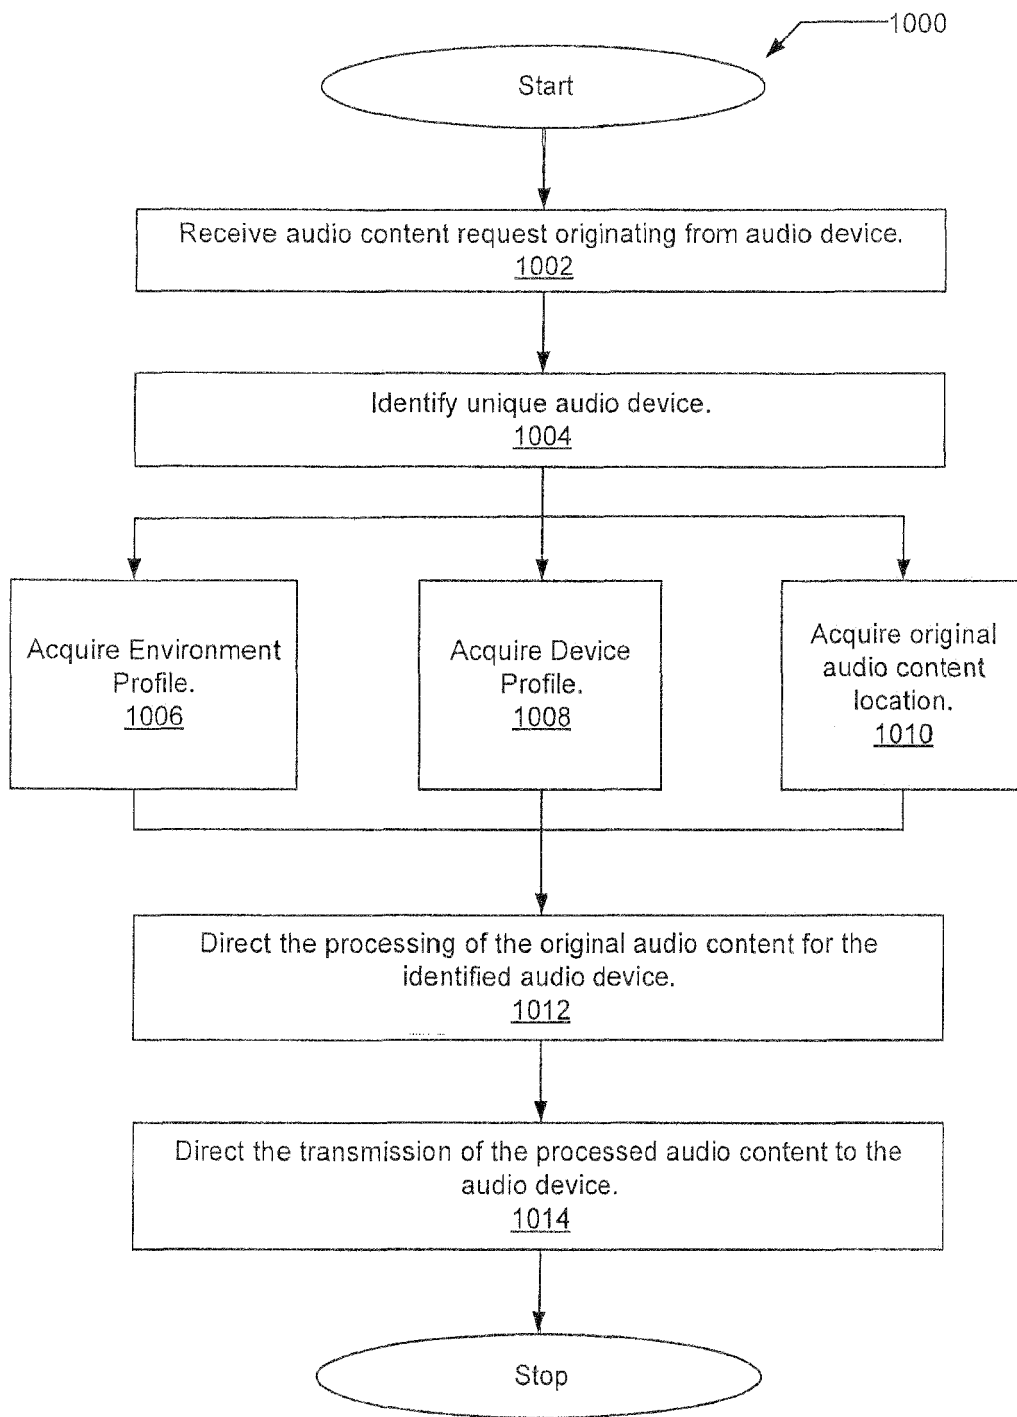 1000
Start
Receive audio content request originating from audio device.
1002
Identify unique audio device.
1004
Acquire Environment
Profile.
1006
Acquire Device
Profile.
1008
Acquire original
audio content
location.
1010
Direct the processing of the original audio content for the
identified audio device.
1012
Direct the transmission of the processed audio content to the
audio device.
1014
Stop